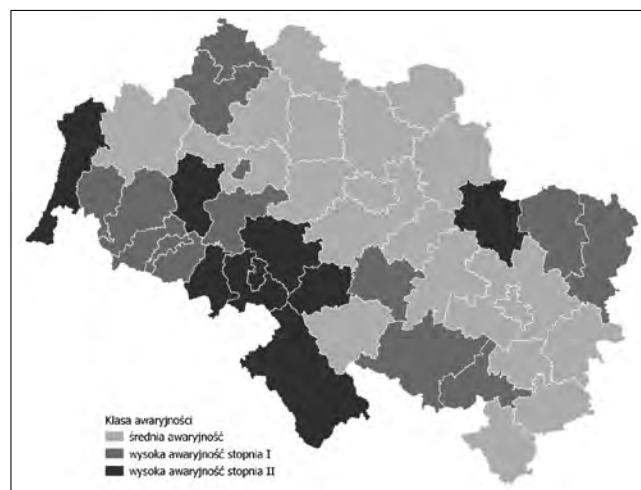 Klasa awaryjności
średnia awaryjność
wysoka awaryjność stopnia I
wysoka awaryjność stopnia II